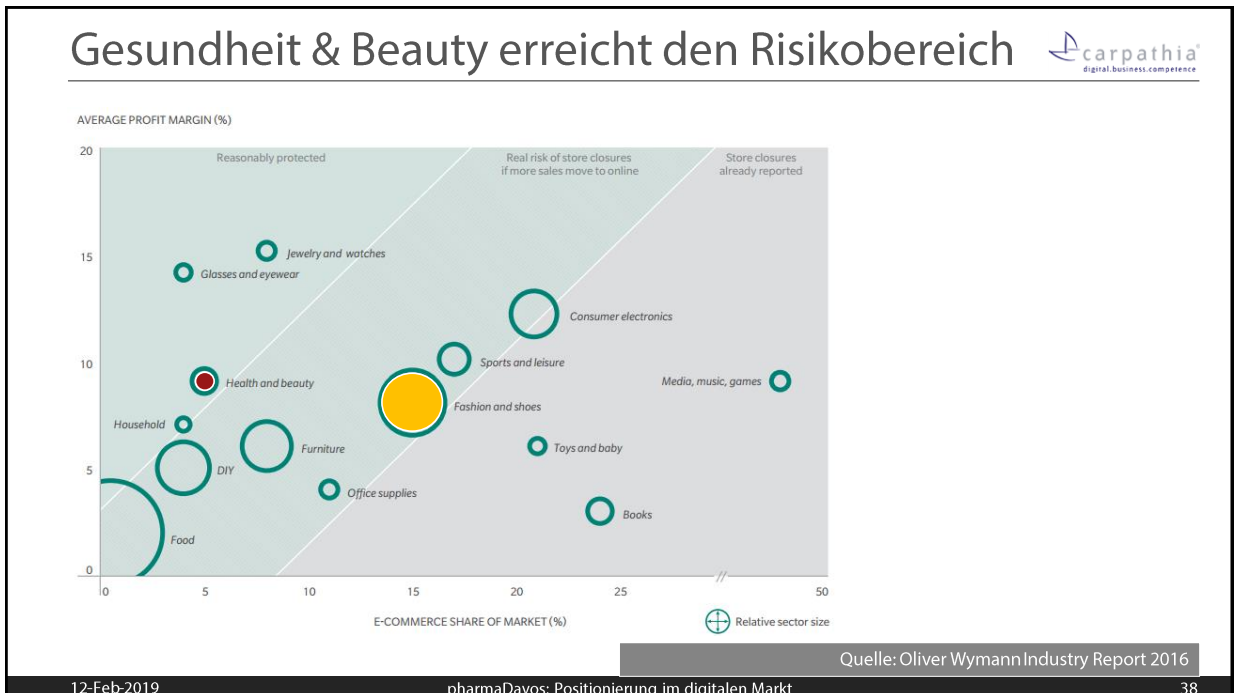 Gesundheit & Beauty erreicht den Risikobereich
carpathia
digital.business.competence
AVERAGE PROFIT MARGIN (%)
20
Reasonably protected
Real risk of store closures
if more sales move to online
Store closures
already reported
15
Jewelry and watches
Glasses and eyewear
Consumer electronics
10
Sports and leisure
Health and beauty
Media, music, games
Fashion and shoes
Household
Furniture
Toys and baby
5
DIY
Office supplies
Books
Food
0
0
5
10
15
20
25
50
E-COMMERCE SHARE OF MARKET (%)
Relative sector size
Quelle: Oliver Wymann Industry Report 2016
12-Feb-2019
pharmaDavos: Positionierung im digitalen Markt
38